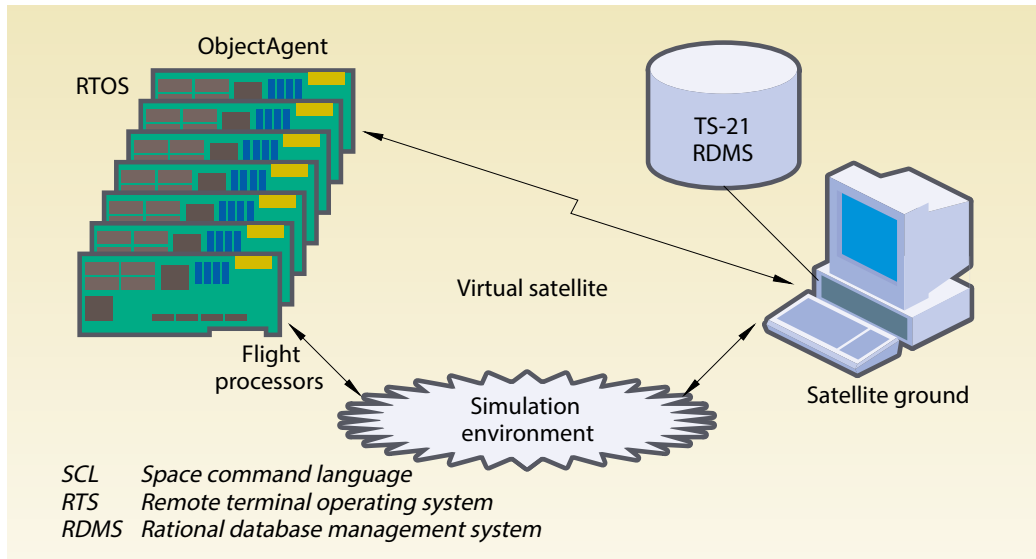 ObjectAgent
RTOS
TS-21
RDMS
Virtual satellite
Flight
processors
Satellite ground
Simulation
environment
SCL Space command language
RTS Remote terminal operating system
RDMS Rational database management system